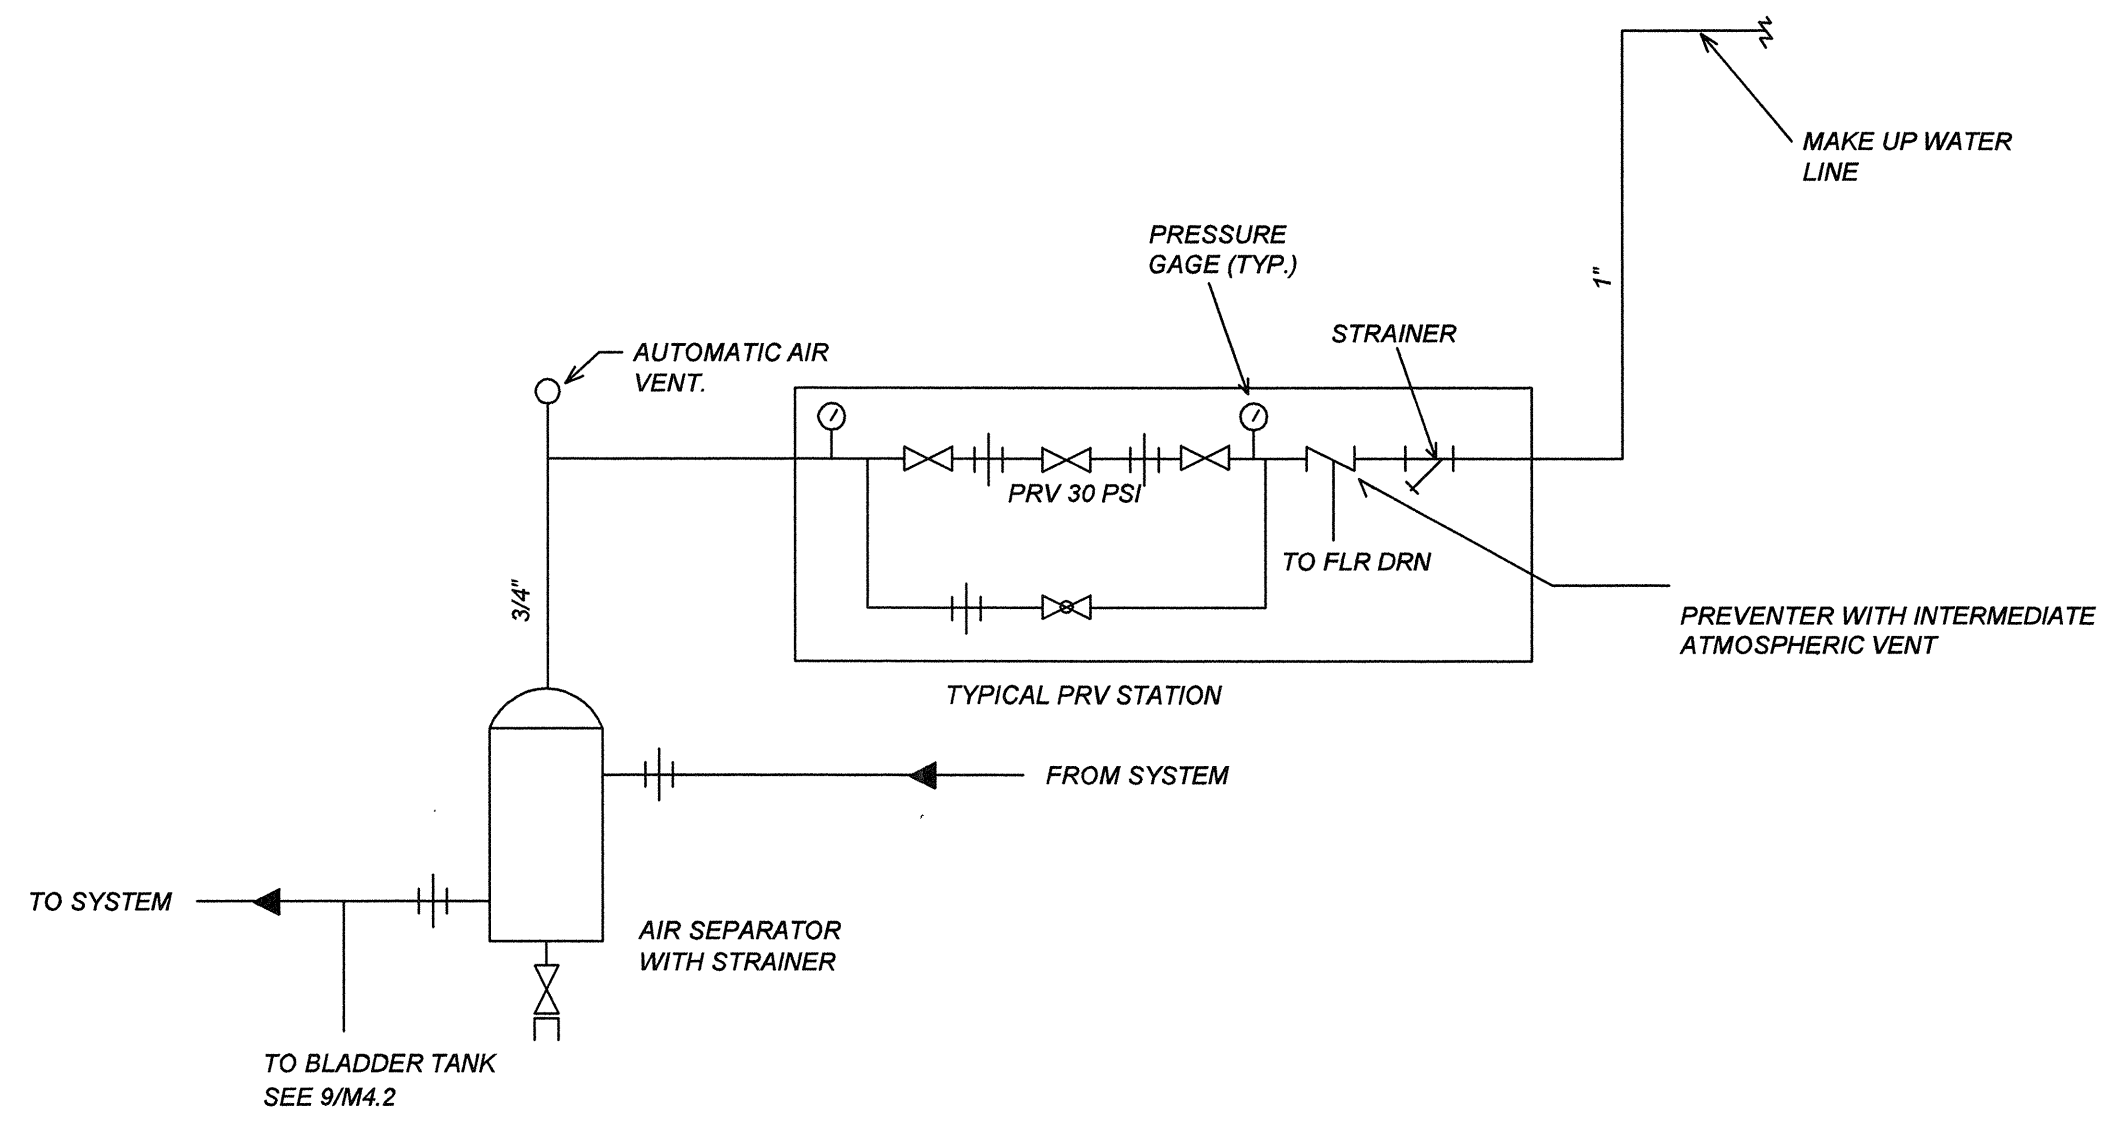 MAKE UP WATER
LINE
PRESSURE
GAGE (TYP.)
1"
STRAINER
AUTOMATIC AIR
VENT.
PRV 30 PSI
TO FLR DRN
3/4"
PREVENTER WITH INTERMEDIATE
ATMOSPHERIC VENT
TYPICAL PRV STATION
FROM SYSTEM
TO SYSTEM
AIR SEPARATOR
WITH STRAINER
TO BLADDER TANK
SEE 9/M4.2